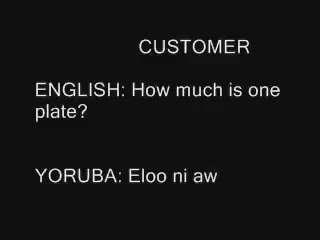 CUSTOMER
ENGLISH: How much is one
plate?
YORUBA: Eloo ni aw